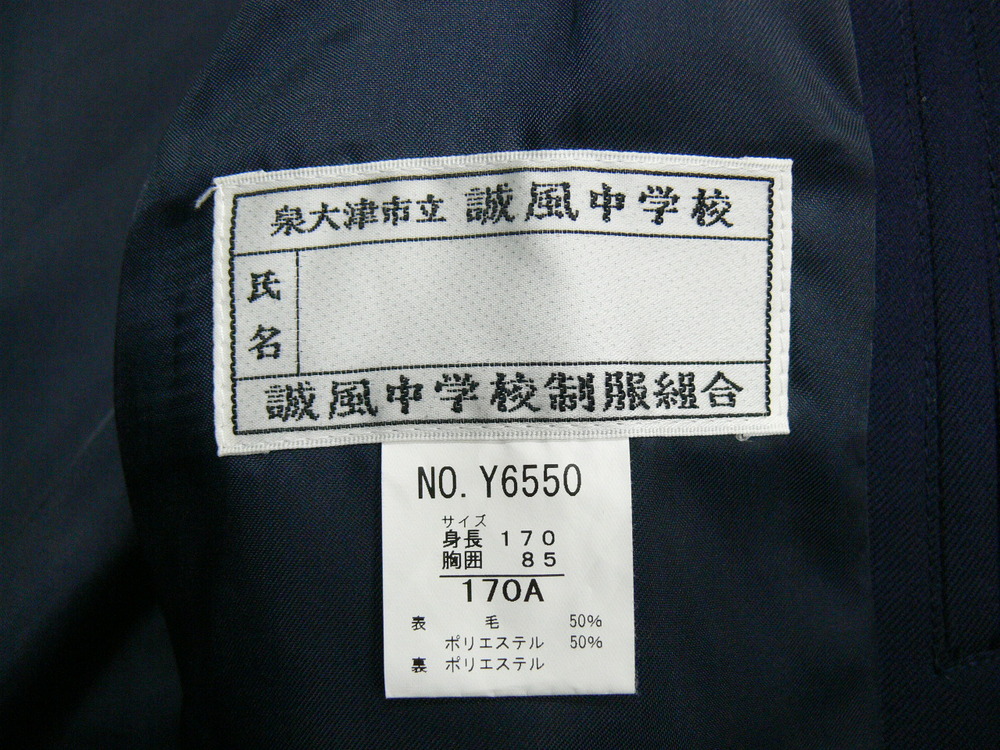 泉大津市立 誠風中学校
氏名
誠風中学校制服組合
NO. Y6550
サイズ
身長 170
胸囲 85
170A
表 毛 50%
ポリエステル 50%
裏 ポリエステル